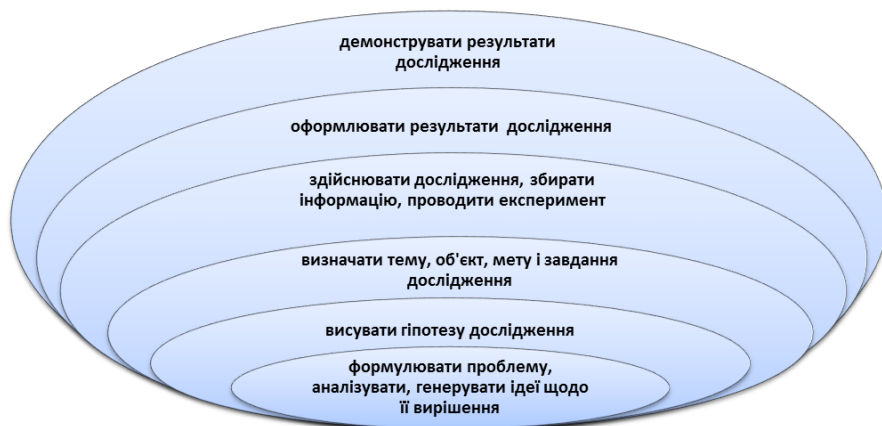 демонструвати результати
дослідження
оформлювати результати дослідження
здійснювати дослідження, збирати
інформацію, проводити експеримент
визначати тему, об'єкт, мету і завдання
дослідження
висувати гіпотезу дослідження
формулювати проблему,
аналізувати, генерувати ідеї щодо
її вирішення